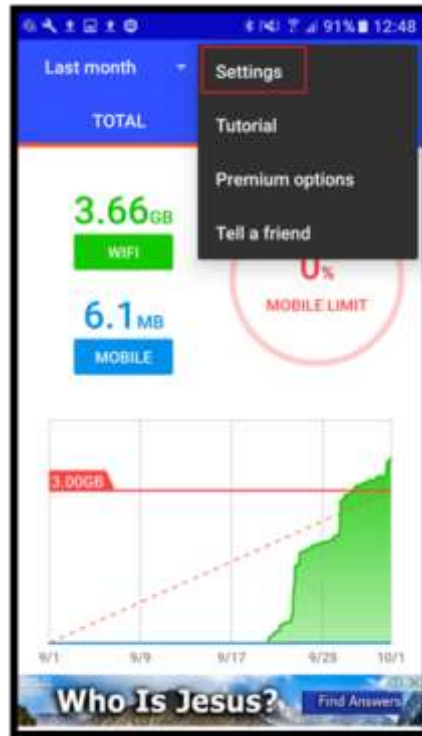 91% 12:48
Last month
Settings
TOTAL
Tutorial
Premium options
Tell a friend
3.66GB
WIFI
0%
MOBILE LIMIT
6.1MB
MOBILE
3.00GB
9/1 9/9 9/17 9/25 10/1
Who Is Jesus?
Find Answers